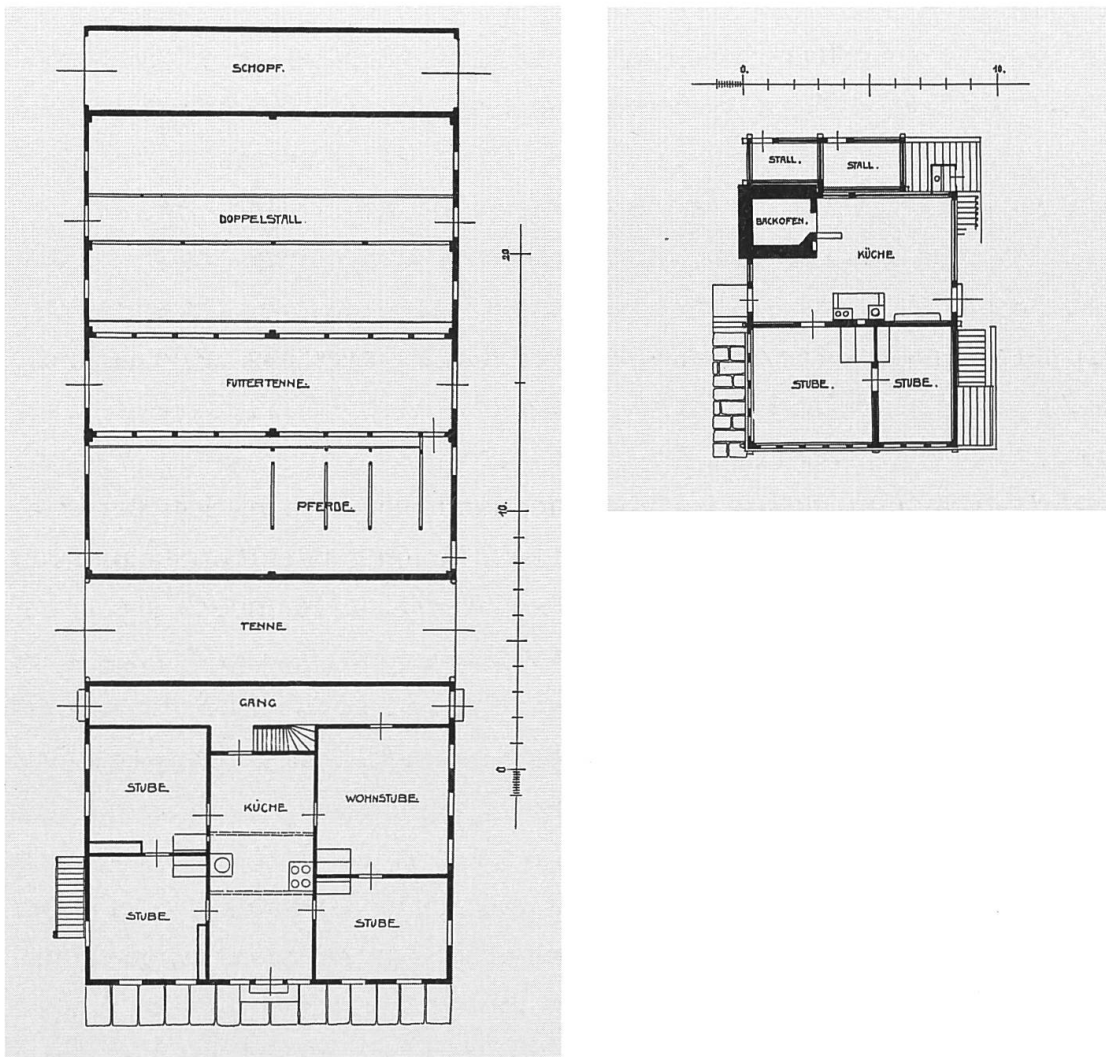 SCHOPF.
DOPPELSTALL
20
FUTTERTENNE.
10.
PFERDE.
TENNE
GANG
0
STUBE
KÜCHE
WOHNSTUBE.
STUBE
STUBE
0.
10.
STALL.
STALL.
BACKOFEN.
KÜCHE
STUBE.
STUBE.